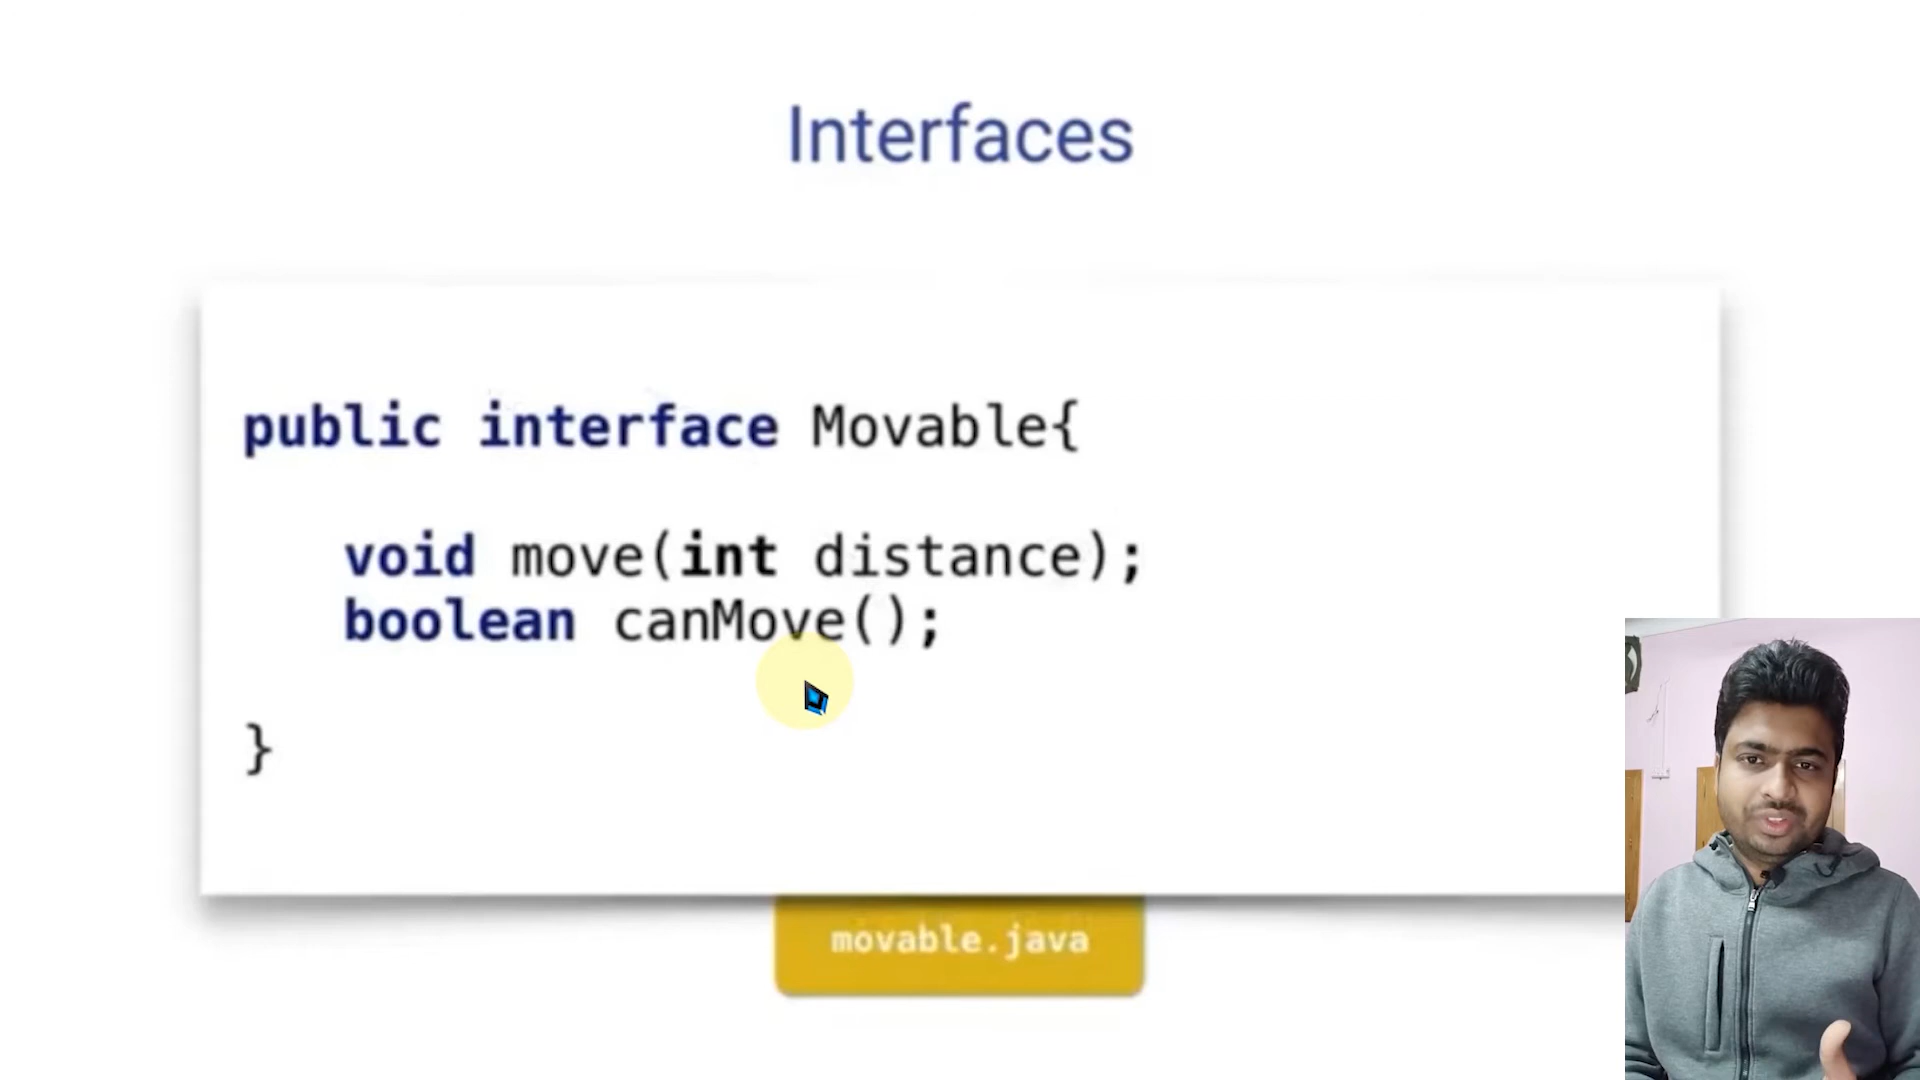 Interfaces
public interface Movable{
void move(int distance);
boolean canMove();
}
movable.java